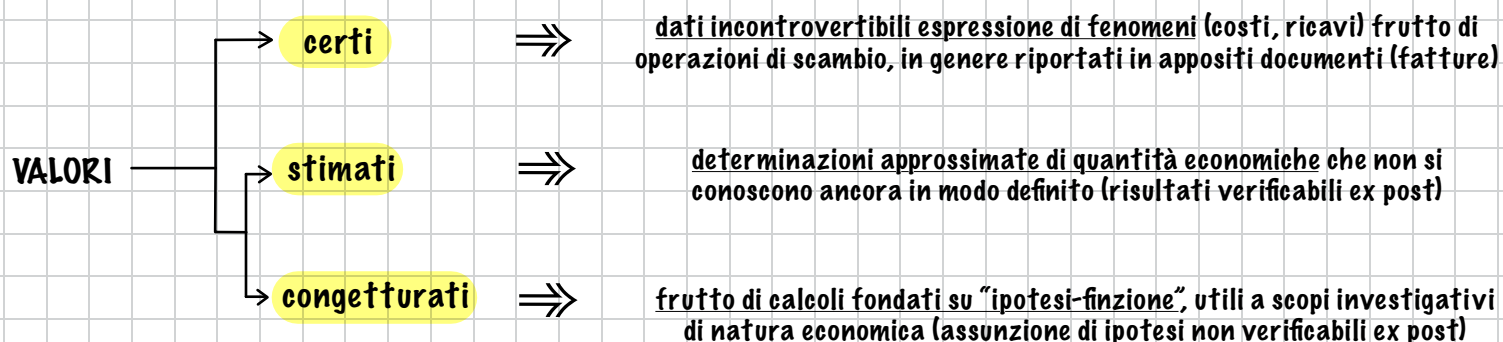 VALORI
certi
⇒
dati incontrovertibili espressione di fenomeni (costi, ricavi) frutto di
operazioni di scambio, in genere riportati in appositi documenti (fatture)
stimati
⇒
determinazioni approssimate di quantità economiche che non si
conoscono ancora in modo definito (risultati verificabili ex post)
congetturati
⇒
frutto di calcoli fondati su "ipotesi-finzione", utili a scopi investigativi
di natura economica (assunzione di ipotesi non verificabili ex post)